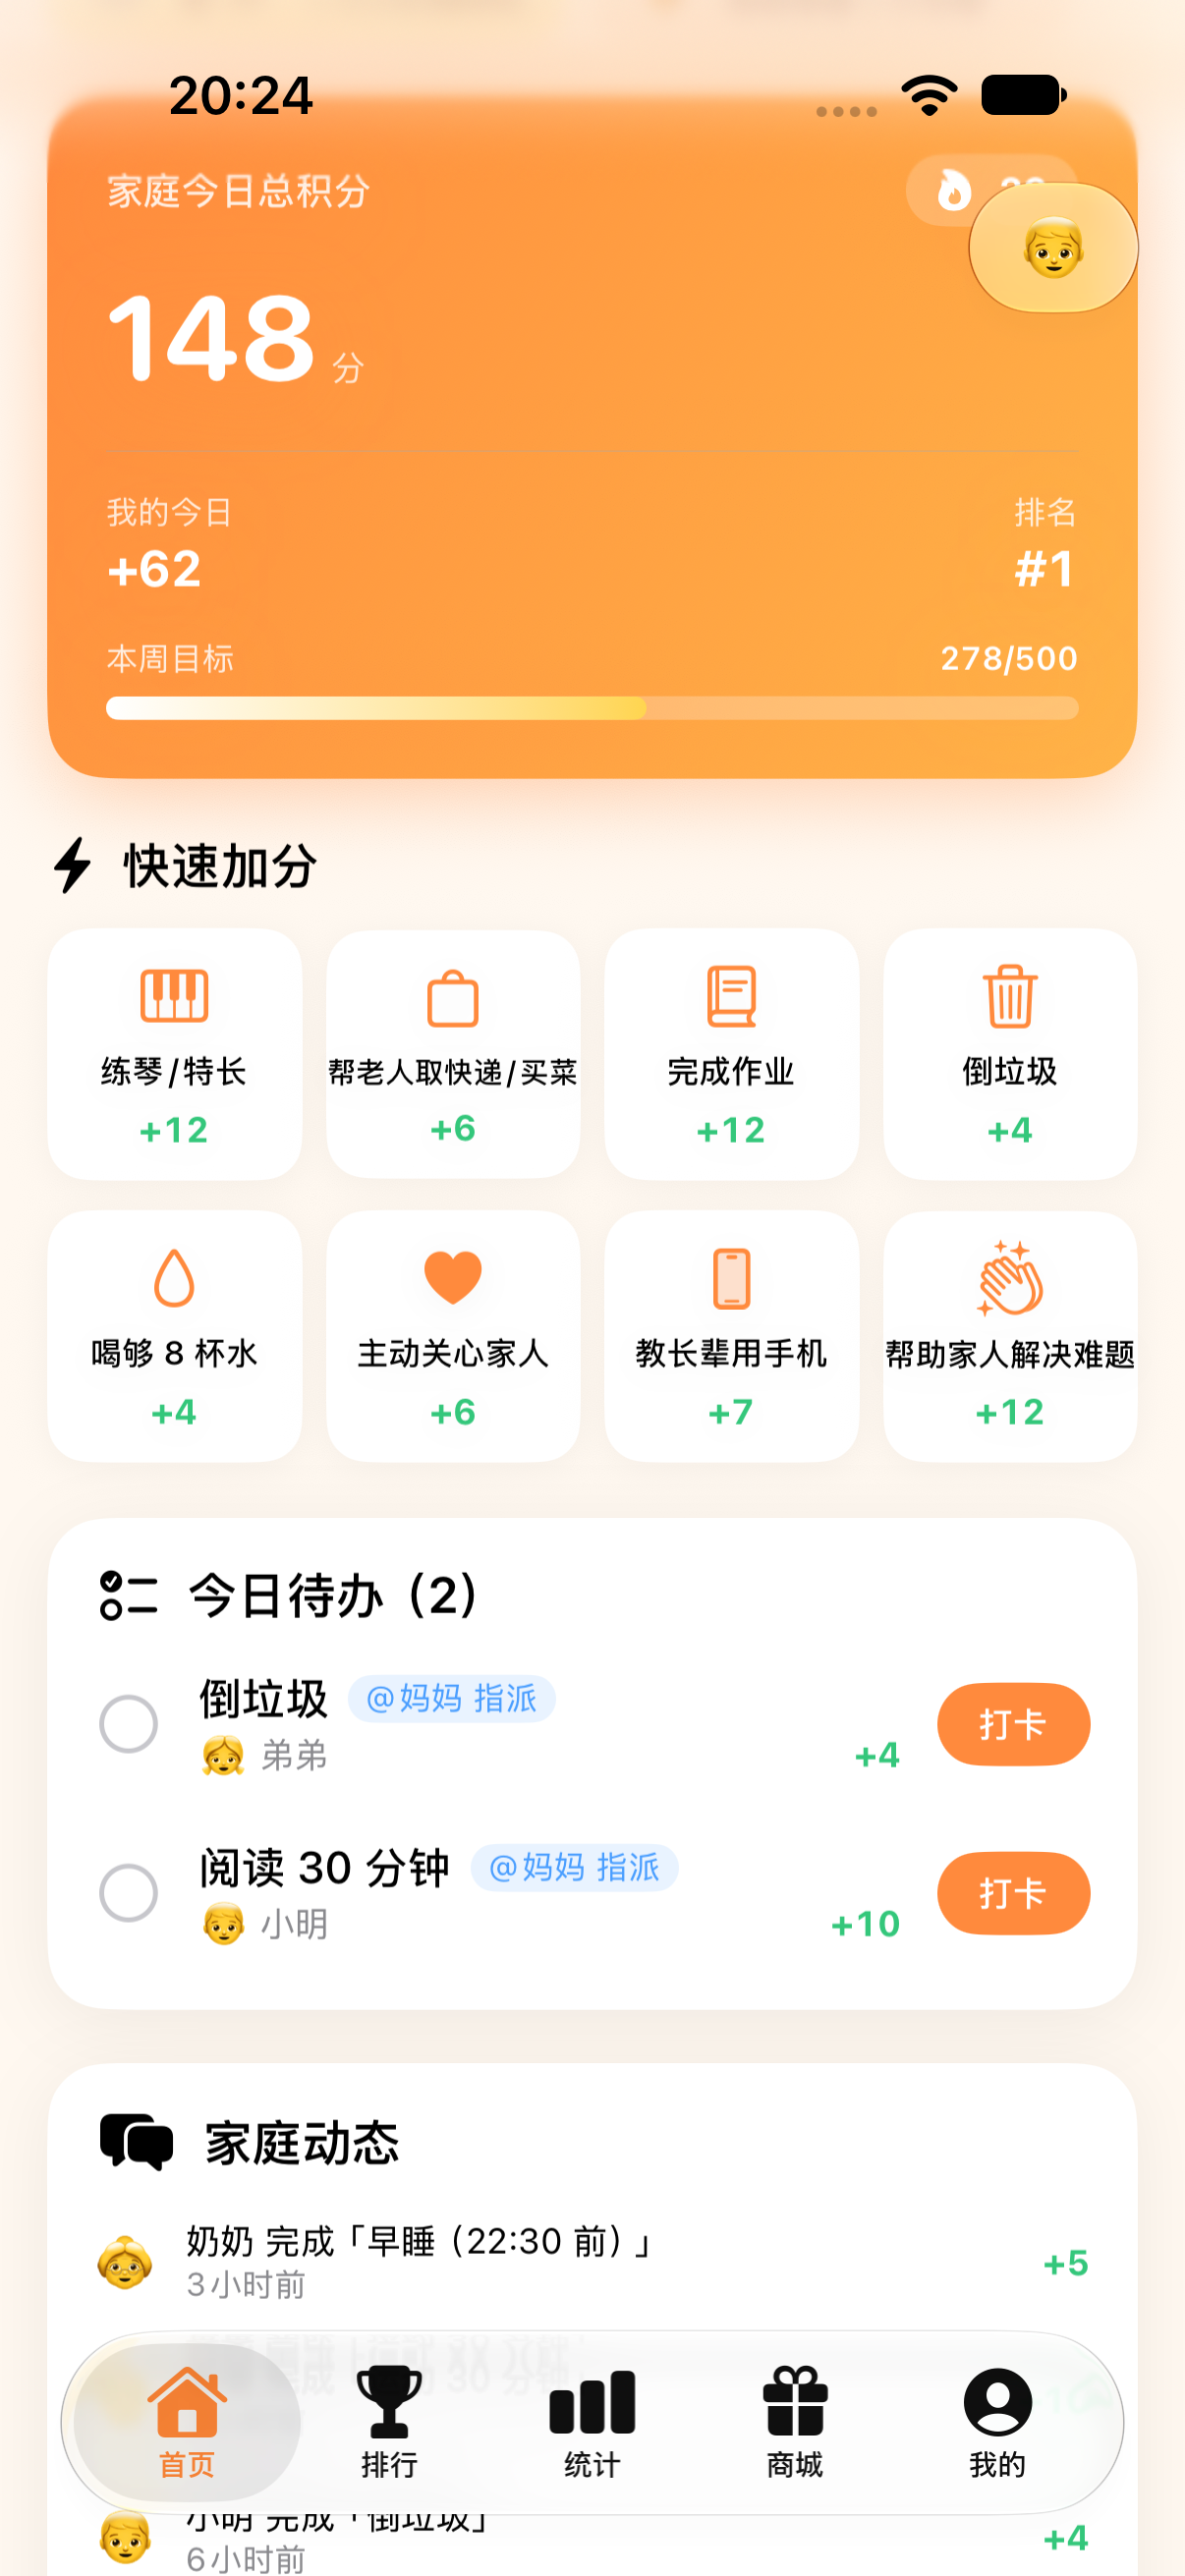 20:24
家庭今日总积分
148 分
我的今日
排名
+62
#1
本周目标
278/500
快速加分
练琴/特长
+12
帮老人取快递/买菜
+6
完成作业
+12
倒垃圾
+4
喝够 8 杯水
+4
主动关心家人
+6
教长辈用手机
+7
帮助家人解决难题
+12
今日待办（2）
倒垃圾 @妈妈 指派
弟弟
+4
打卡
阅读 30 分钟 @妈妈 指派
小明
+10
打卡
家庭动态
奶奶 完成「早睡（22:30 前）」
3小时前
+5
首页
排行
统计
商城
我的
小明 完成「倒垃圾」
6小时前
+4